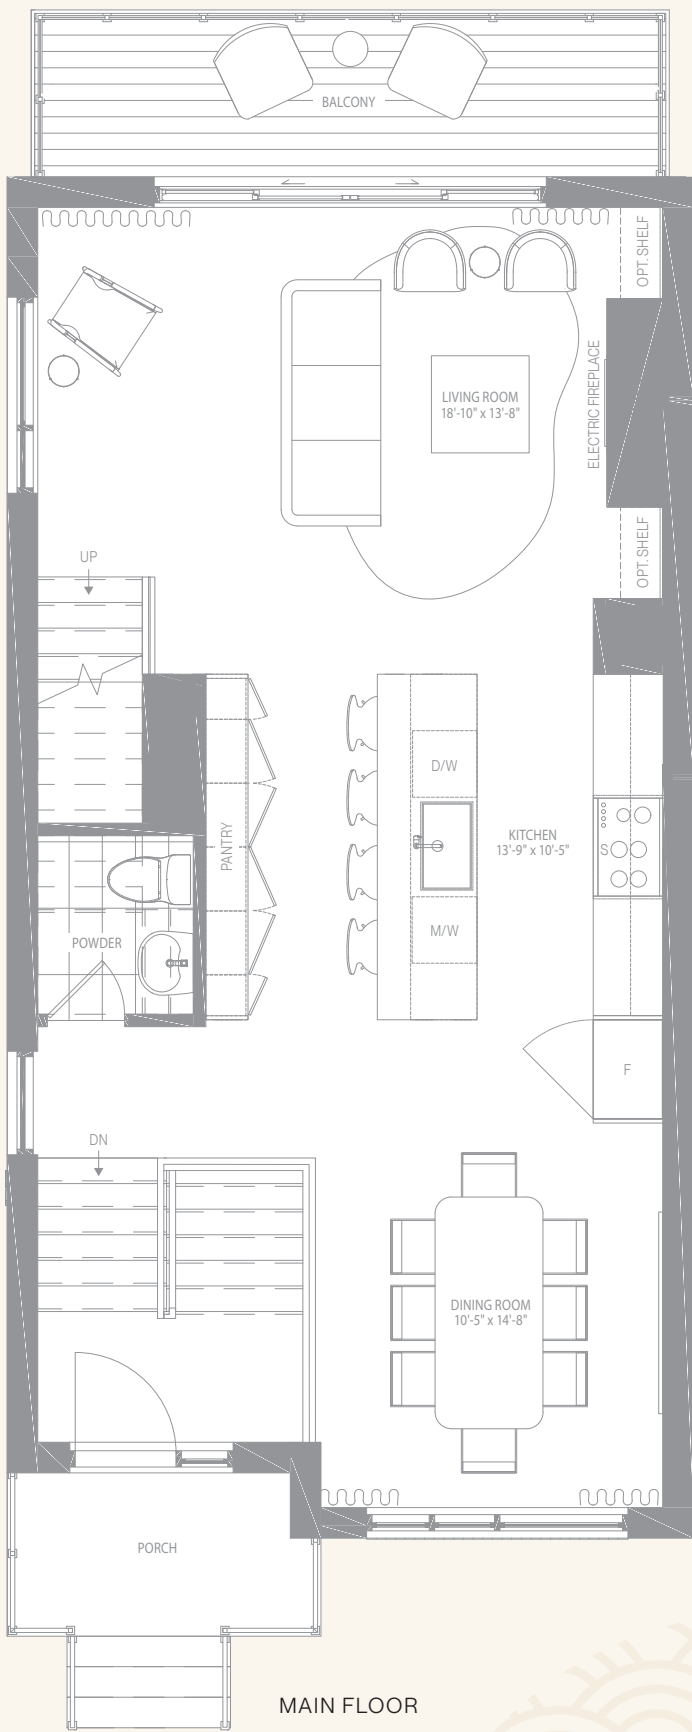 BALCONY
OPT. SHELF
ELECTRIC FIREPLACE
LIVING ROOM
18'-10" x 13'-8"
OPT. SHELF
UP
D/W
PANTRY
KITCHEN
13'-9" x 10'-5"
S
M/W
POWDER
F
DN
DINING ROOM
10'-5" x 14'-8"
PORCH
MAIN FLOOR